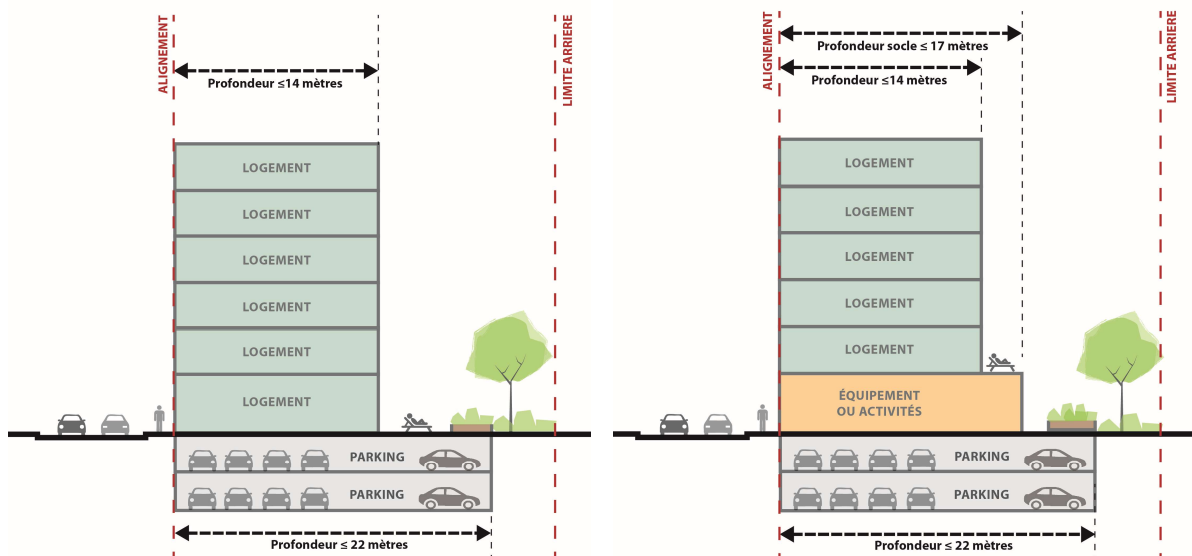 ALIGNEMENT
Profondeur ≤14 mètres
LIMITE ARRIERE
LOGEMENT
LOGEMENT
LOGEMENT
LOGEMENT
LOGEMENT
LOGEMENT
PARKING
PARKING
Profondeur ≤ 22 mètres
ALIGNEMENT
Profondeur socle ≤ 17 mètres
Profondeur ≤14 mètres
LIMITE ARRIERE
LOGEMENT
LOGEMENT
LOGEMENT
LOGEMENT
LOGEMENT
ÉQUIPEMENT
OU ACTIVITÉS
PARKING
PARKING
Profondeur ≤ 22 mètres